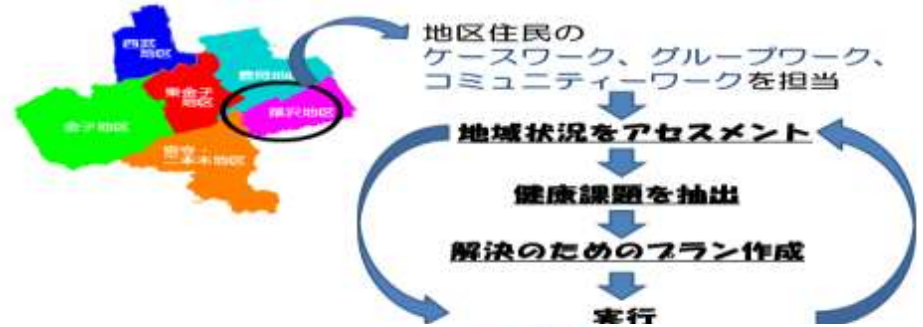 西武
地区
豊岡地区
東金子
地区
藤沢地区
金子地区
宮寺・
二本木地区
地区住民の
ケースワーク、グループワーク、
コミュニティーワークを担当
地域状況をアセスメント
健康課題を抽出
解決のためのプラン作成
実行